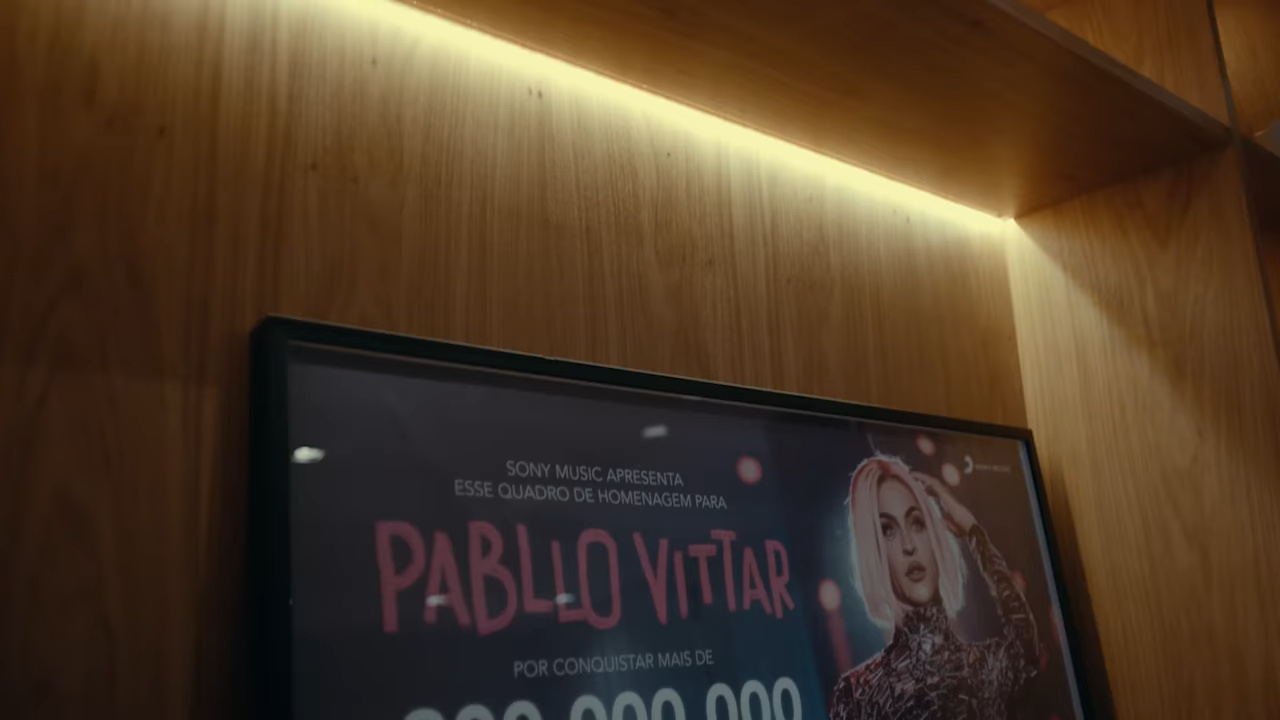 SONY MUSIC APRESENTA
ESSE QUADRO DE HOMENAGEM PARA
PABLLO VITTAR
POR CONQUISTAR MAIS DE